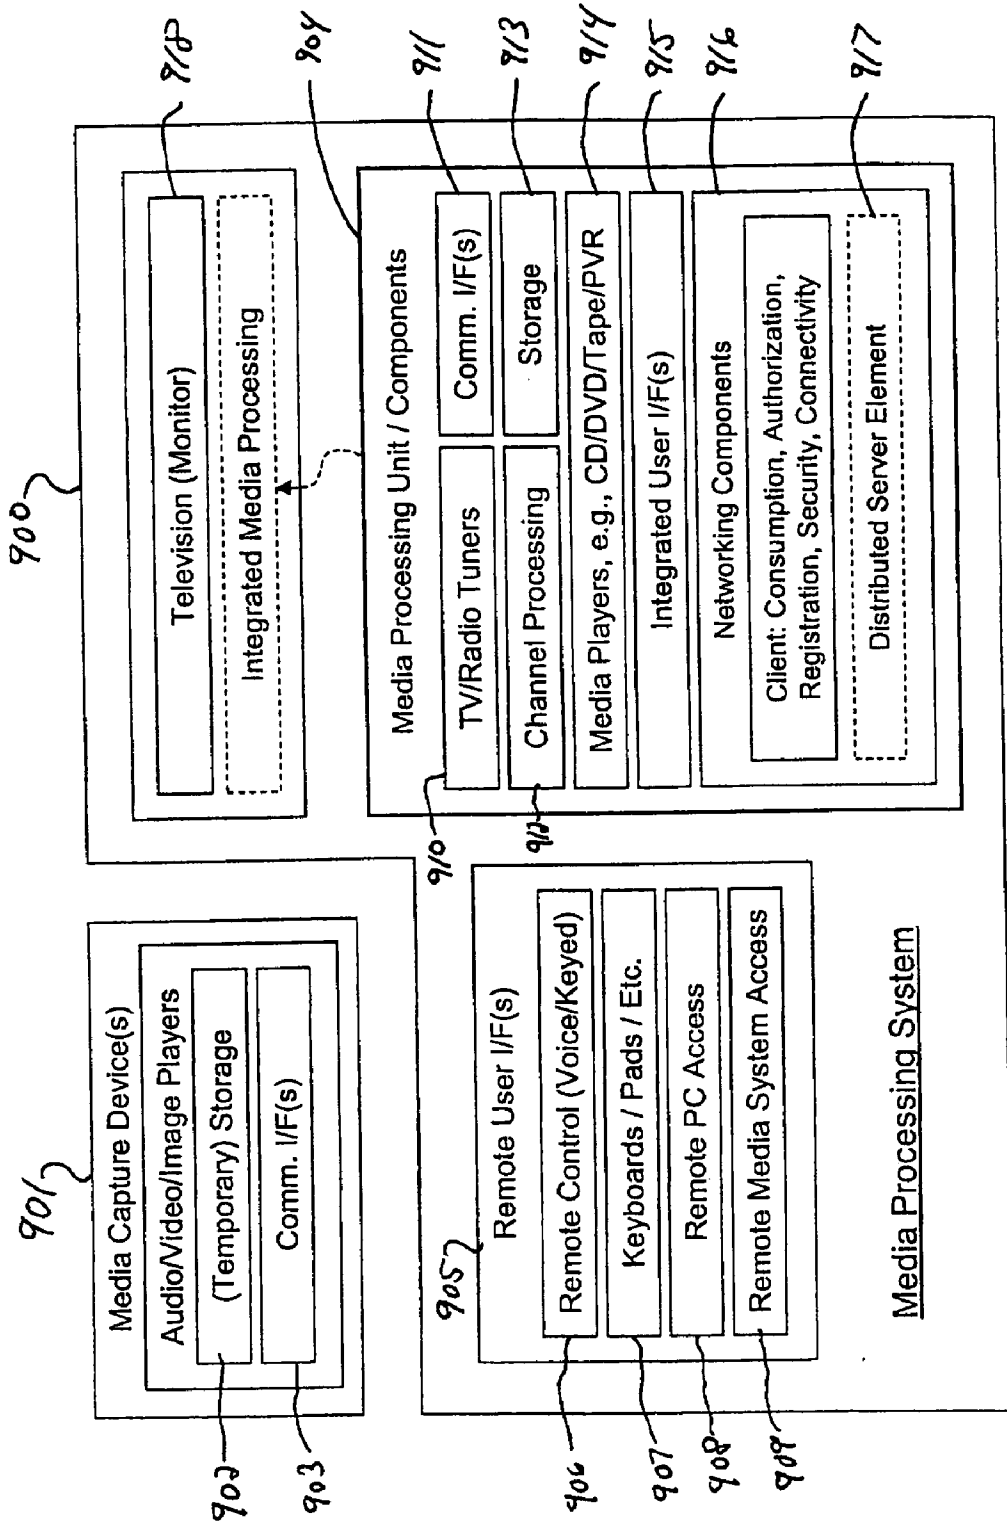 900
901
Media Capture Device(s)
Audio/Video/Image Players
(Temporary) Storage
Comm. I/F(s)
902
903
Television (Monitor)
Integrated Media Processing
918
904
Media Processing Unit / Components
TV/Radio Tuners
Comm. I/F(s)
910
911
Channel Processing
Storage
912
913
Media Players, e.g., CD/DVD/Tape/PVR
914
Integrated User I/F(s)
915
Networking Components
916
Client: Consumption, Authorization,
Registration, Security, Connectivity
Distributed Server Element
917
905
Remote User I/F(s)
Remote Control (Voice/Keyed)
906
Keyboards / Pads / Etc.
907
Remote PC Access
908
Remote Media System Access
909
Media Processing System